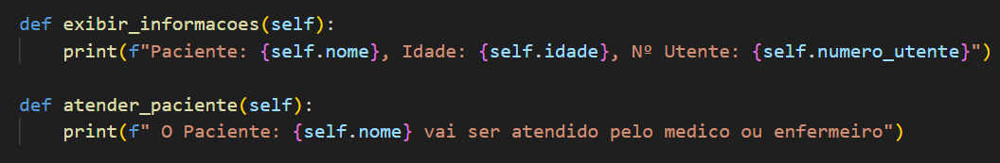 def exibir_informacoes(self):
    print(f"Paciente: {self.nome}, Idade: {self.idade}, Nº Utente: {self.numero_utente}")
def atender_paciente(self):
    print(f" O Paciente: {self.nome} vai ser atendido pelo medico ou enfermeiro")